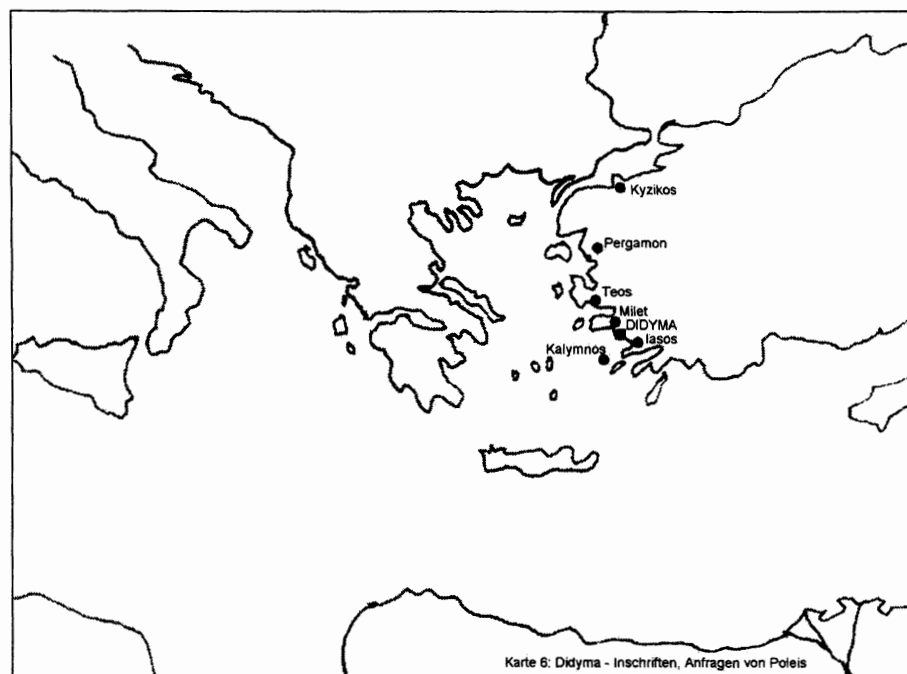 Kyzikos
Pergamon
Teos
Milet
DIDYMA
Iasos
Kalymnos
Karte 6: Didyma - Inschriften, Anfragen von Poleis